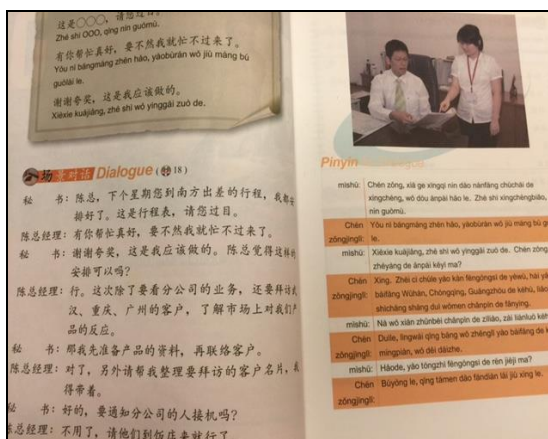 这是○○○，请您过目。
Zhè shì OOO, qǐng nín guòmù.
有你帮忙真好，要不然我就忙不过来了。
Yǒu nǐ bāngmáng zhēn hǎo, yàobùrán wǒ jiù máng bú
guòlái le.
谢谢夸奖，这是我应该做的。
Xièxie kuājiǎng, zhè shì wǒ yīnggāi zuò de.
场景对话 Dialogue (18)
秘 书：陈总，下个星期您到南方出差的行程，我都安
排好了。这是行程表，请您过目。
陈总经理：有你帮忙真好，要不然我就忙不过来了。
秘 书：谢谢夸奖，这是我应该做的。陈总觉得这样的
安排可以吗？
陈总经理：行。这次除了要看分公司的业务，还要拜访武
汉、重庆、广州的客户，了解市场上对我们产
品的反应。
秘 书：那我先准备产品的资料，再联络客户。
陈总经理：对了，另外请帮我整理要拜访的客户名片，我
得带着。
秘 书：好的，要通知分公司的人接机吗？
陈总经理：不用了，请他们到饭店来就行了
Pinyin
mìshū: Chén zǒng, xià ge xīngqī nín dào nánfāng chūchāi de
xíngchéng, wǒ dōu ānpái hǎo le. Zhè shì xíngchéngbiǎo,
nín guòmù.
Chén Yǒu nǐ bāngmáng zhēn hǎo, yàobùrán wǒ jiù máng bú
zǒngjīnglǐ: le.
mìshū: Xièxie kuājiǎng, zhè shì wǒ yīnggāi zuò de. Chén zǒng
zhèyàng de ānpái kěyǐ ma?
Chén Xíng. Zhèi cì chúle yào kàn fēngōngsī de yèwù, hái yào
zǒngjīnglǐ: bàifǎng Wǔhàn, Chóngqìng, Guǎngzhōu de kèhù, liǎo
shìchǎng shàng duì wǒmen chǎnpǐn de fǎnyìng.
mìshū: Nà wǒ xiān zhǔnbèi chǎnpǐn de zīliào, zài liánluò kèh
Chén Duìle, lìngwài qǐng bāng wǒ zhěnglǐ yào bàifǎng de k
zǒngjīnglǐ: míngpiàn, wǒ děi dàizhe.
mìshū: Hǎode, yào tōngzhī fēngōngsī de rén jiējī ma?
Chén Búyòng le, qǐng tāmen dào fàndiàn lái jiù xíng le.
zǒngjīnglǐ: